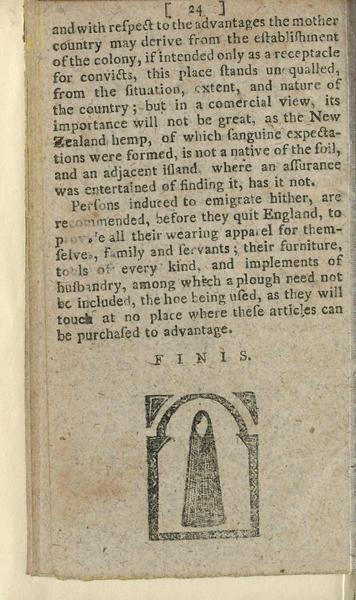 [ 24 ]
and with reſpect to the advantages the mother
country may derive from the eſtabliſhment
of the colony, if intended only as a receptacle
for convicts, this place ſtands un qualled,
from the ſituation, extent, and nature of
the country; but in a comercial view, its
importance will not be great, as the New
Zealand hemp, of which ſanguine expecta-
tions were formed, is not a native of the ſoil,
and an adjacent iſland where an aſſurance
was entertained of finding it, has it not.
Perſons induced to emigrate hither, are
recommended, before they quit England, to
provide all their wearing apparel for them-
ſelves, family and ſervants; their furniture,
tools of every kind, and implements of
huſbandry, among which a plough need not
be included, the hoe being uſed, as they will
touch at no place where theſe articles can
be purchaſed to advantage.
FINIS.